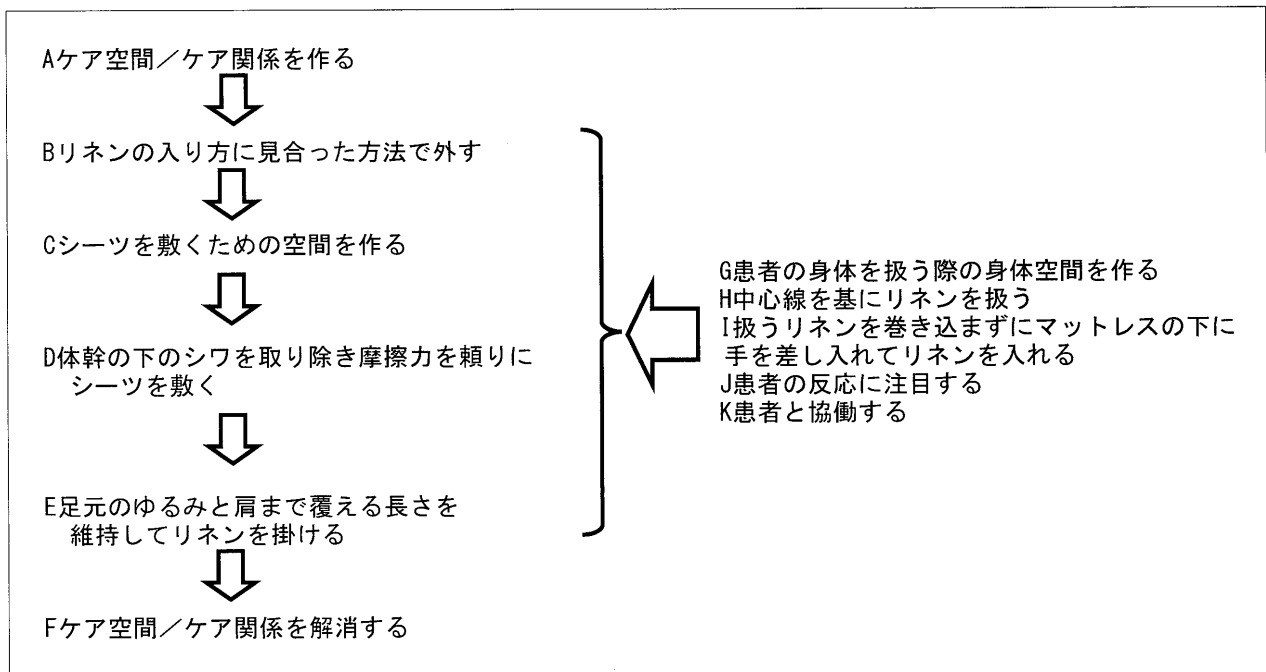 Aケア空間／ケア関係を作る
Bリネンの入り方に見合った方法で外す
Cシーツを敷くための空間を作る
D体幹の下のシワを取り除き摩擦力を頼りに
シーツを敷く
E足元のゆるみと肩まで覆える長さを
維持してリネンを掛ける
Fケア空間／ケア関係を解消する
G患者の身体を扱う際の身体空間を作る
H中心線を基にリネンを扱う
I扱うリネンを巻き込まずにマットレスの下に
手を差し入れてリネンを入れる
J患者の反応に注目する
K患者と協働する